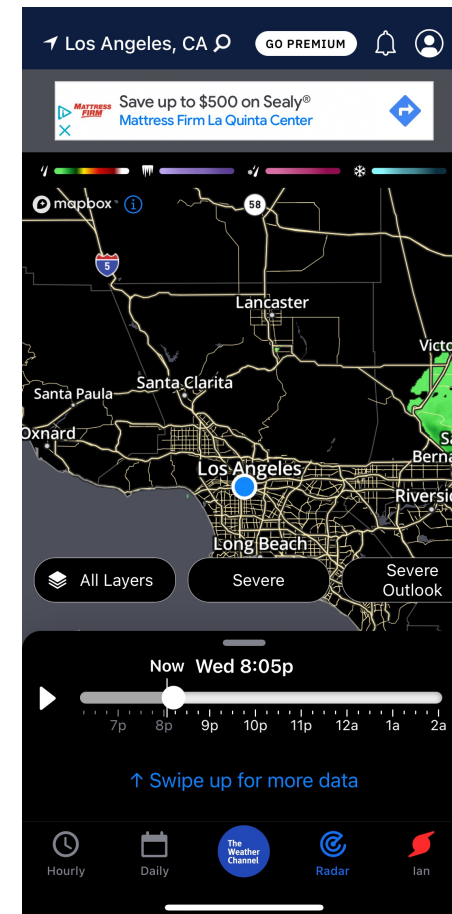 Los Angeles, CA
GO PREMIUM
MATTRESS
FIRM
Save up to $500 on Sealy®
Mattress Firm La Quinta Center
mapbox
58
5
Lancaster
Victo
Santa Clarita
Santa Paula
Oxnard
Sa
Berna
Los Angeles
Riversid
Long Beach
All Layers
Severe
Severe
Outlook
Now Wed 8:05p
7p 8p 9p 10p 11p 12a 1a 2a
↑ Swipe up for more data
The
Weather
Channel
Hourly
Daily
Radar
Ian